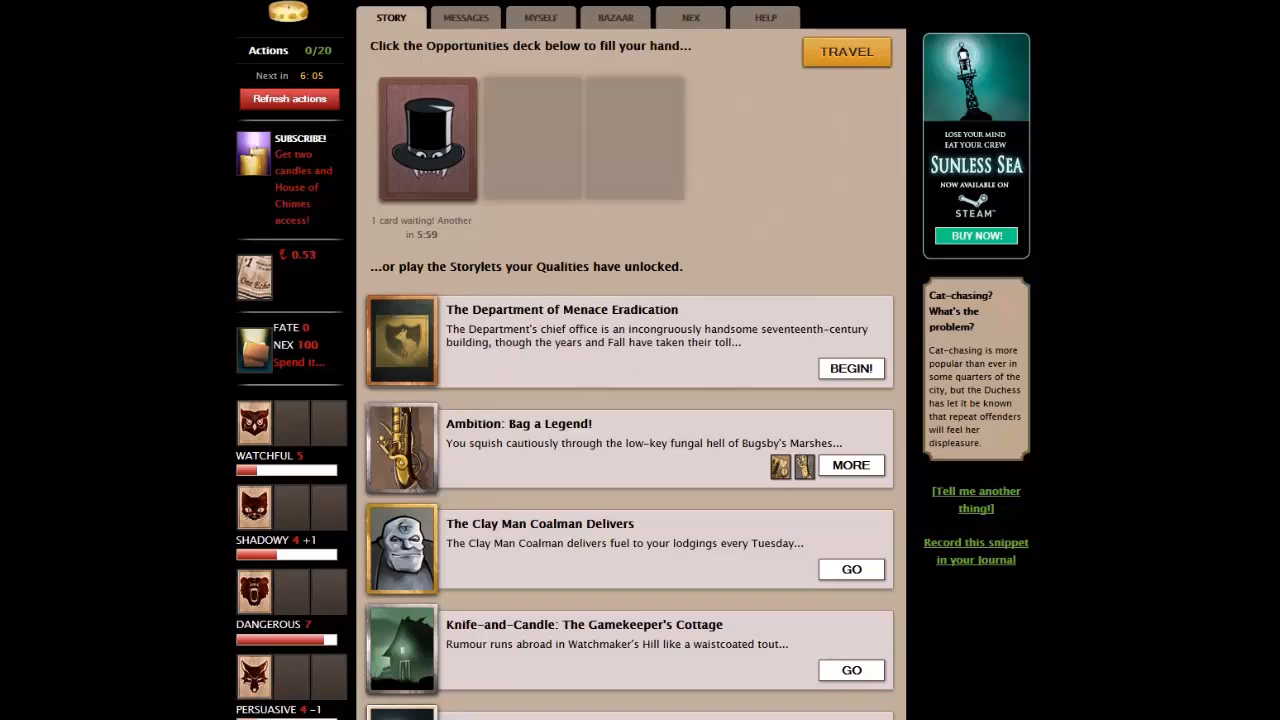 STORY
MESSAGES
MYSELF
BAZAAR
NEX
HELP
Actions 0/20
Next in 6: 05
Refresh actions
SUBSCRIBE!
Get two
candles and
House of
Chimes
access!
0.53
FATE 0
NEX 100
Spend it...
WATCHFUL 5
SHADOWY 4 +1
DANGEROUS 7
PERSUASIVE 4 -1
Click the Opportunities deck below to fill your hand...
TRAVEL
1 card waiting! Another
in 5:59
...or play the Storylets your Qualities have unlocked.
The Department of Menace Eradication
The Department's chief office is an incongruously handsome seventeenth-century
building, though the years and Fall have taken their toll...
BEGIN!
Ambition: Bag a Legend!
You squish cautiously through the low-key fungal hell of Bugsby's Marshes...
MORE
The Clay Man Coalman Delivers
The Clay Man Coalman delivers fuel to your lodgings every Tuesday...
GO
Knife-and-Candle: The Gamekeeper's Cottage
Rumour runs abroad in Watchmaker's Hill like a waistcoated tout...
GO
LOSE YOUR MIND
EAT YOUR CREW
SUNLESS SEA
NOW AVAILABLE ON
STEAM™
BUY NOW!
Cat-chasing?
What's the
problem?
Cat-chasing is more
popular than ever in
some quarters of the
city, but the Duchess
has let it be known
that repeat offenders
will feel her
displeasure.
[Tell me another
thing!]
Record this snippet
in your Journal